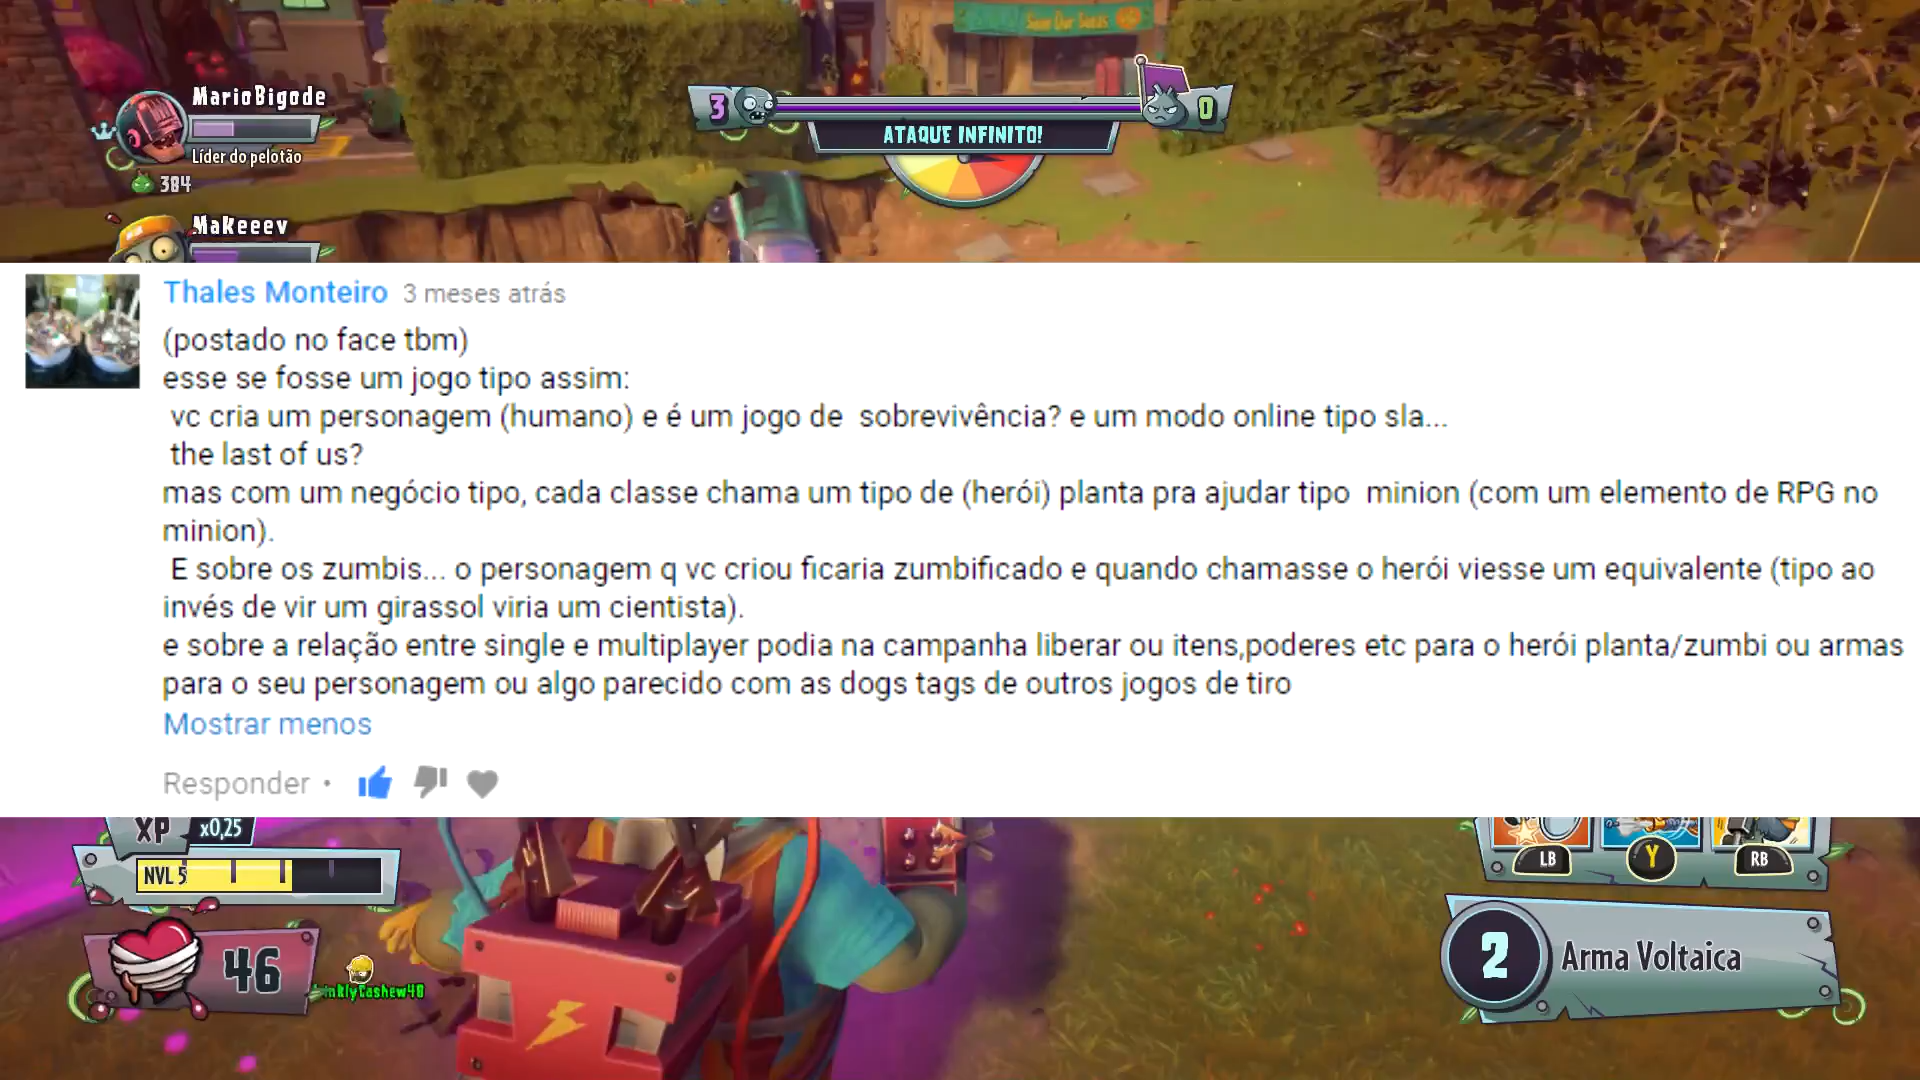 Some Our Suns
MarioBigode
Líder do pelotão
384
Makeeev
3
0
ATAQUE INFINITO!
Thales Monteiro 3 meses atrás
(postado no face tbm)
esse se fosse um jogo tipo assim:
vc cria um personagem (humano) e é um jogo de sobrevivência? e um modo online tipo sla...
the last of us?
mas com um negócio tipo, cada classe chama um tipo de (herói) planta pra ajudar tipo minion (com um elemento de RPG no
minion).
E sobre os zumbis... o personagem q vc criou ficaria zumbificado e quando chamasse o herói viesse um equivalente (tipo ao
invés de vir um girassol viria um cientista).
e sobre a relação entre single e multiplayer podia na campanha liberar ou itens,poderes etc para o herói planta/zumbi ou armas
para o seu personagem ou algo parecido com as dogs tags de outros jogos de tiro
Mostrar menos
Responder •
XP x0,25
NVL 5
46
LB
Y
RB
2 Arma Voltaica